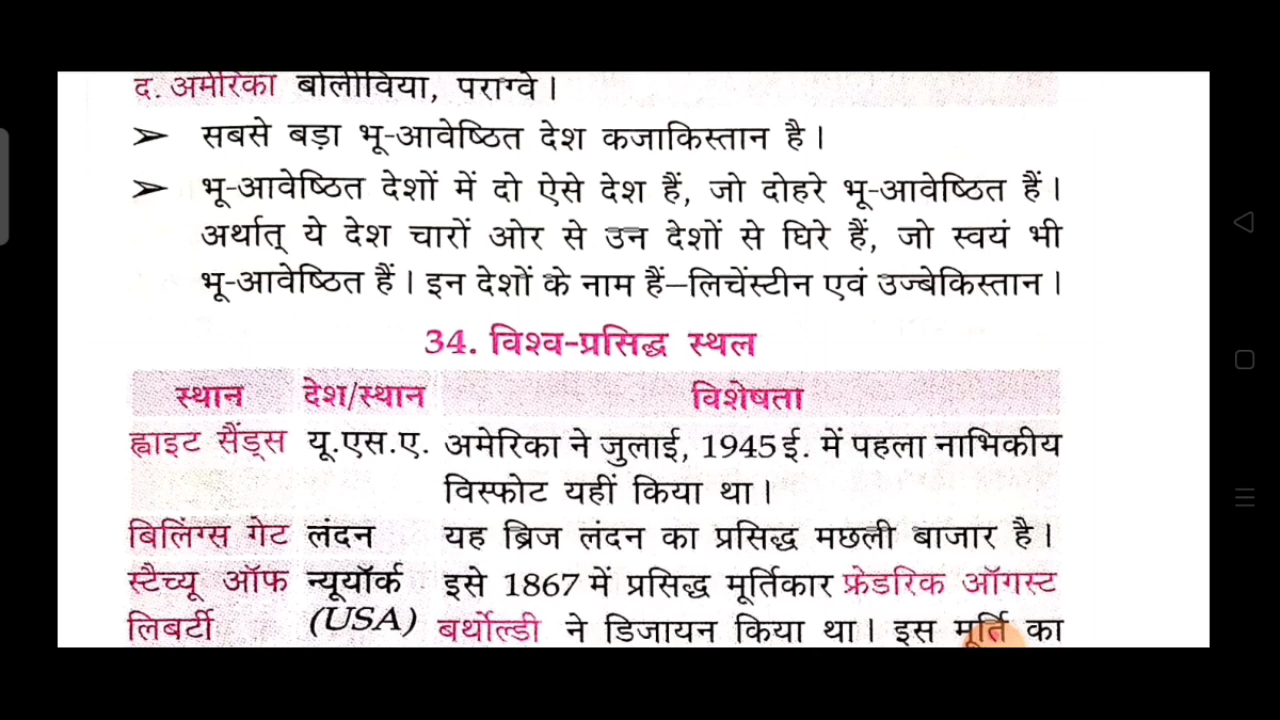 द. अमेरिका बोलीविया, पराग्वे।
➢ सबसे बड़ा भू-आवेष्ठित देश कजाकिस्तान है।
➢ भू-आवेष्ठित देशों में दो ऐसे देश हैं, जो दोहरे भू-आवेष्ठित हैं।
अर्थात् ये देश चारों ओर से उन देशों से घिरे हैं, जो स्वयं भी
भू-आवेष्ठित हैं। इन देशों के नाम हैं–लिचेंस्टीन एवं उज्बेकिस्तान।
34. विश्व-प्रसिद्ध स्थल
स्थान देश/स्थान विशेषता
ह्वाइट सैंड्स यू.एस.ए. अमेरिका ने जुलाई, 1945 ई. में पहला नाभिकीय
विस्फोट यहीं किया था।
बिलिंग्स गेट लंदन यह ब्रिज लंदन का प्रसिद्ध मछली बाजार है।
स्टैच्यू ऑफ न्यूयॉर्क इसे 1867 में प्रसिद्ध मूर्तिकार फ्रेडरिक ऑगस्ट
लिबर्टी (USA) बर्थोल्डी ने डिजायन किया था। इस मूर्ति का